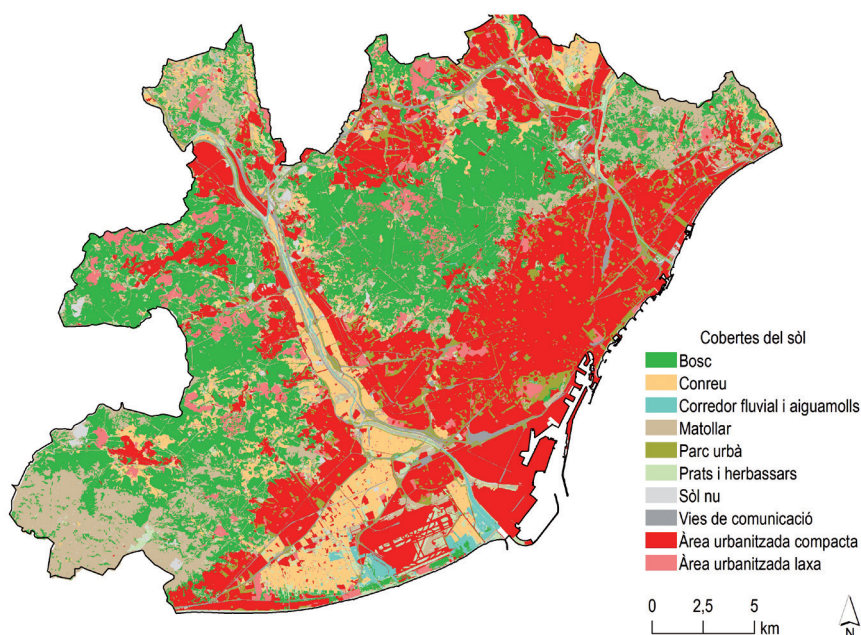 Cobertes del sòl
Bosc
Conreu
Corredor fluvial i aiguamolls
Matollar
Parc urbà
Prats i herbassars
Sòl nu
Vies de comunicació
Àrea urbanitzada compacta
Àrea urbanitzada laxa
0 2,5 5
km
N